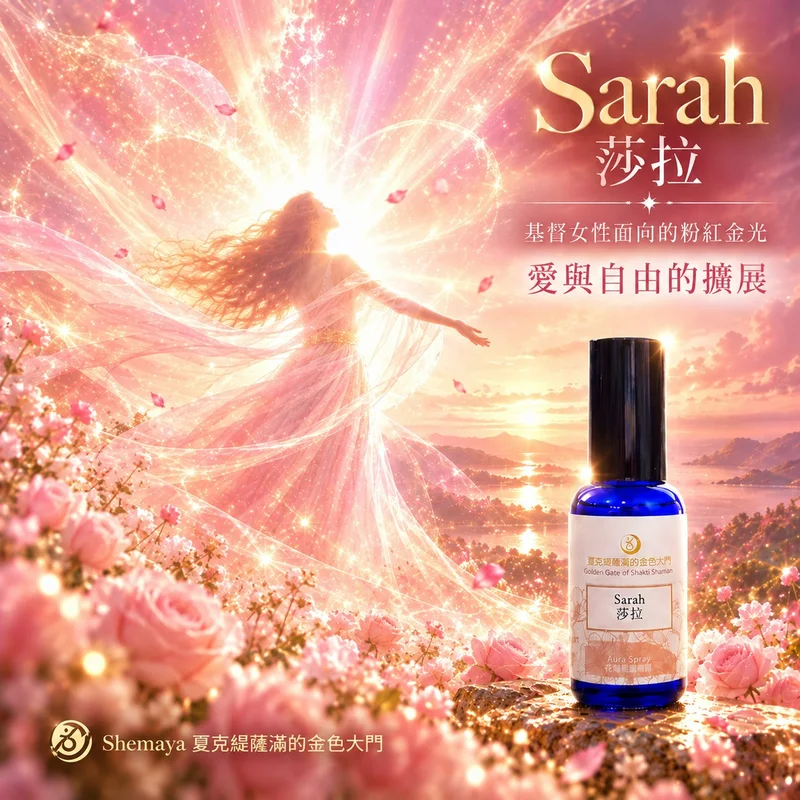 Sarah
莎拉
基督女性面向的粉紅金光
愛與自由的擴展
夏克緹薩滿的金色大門
Golden Gate of Shakti Shaman
Sarah
莎拉
Aura Spray
Shemaya 夏克緹薩滿的金色大門